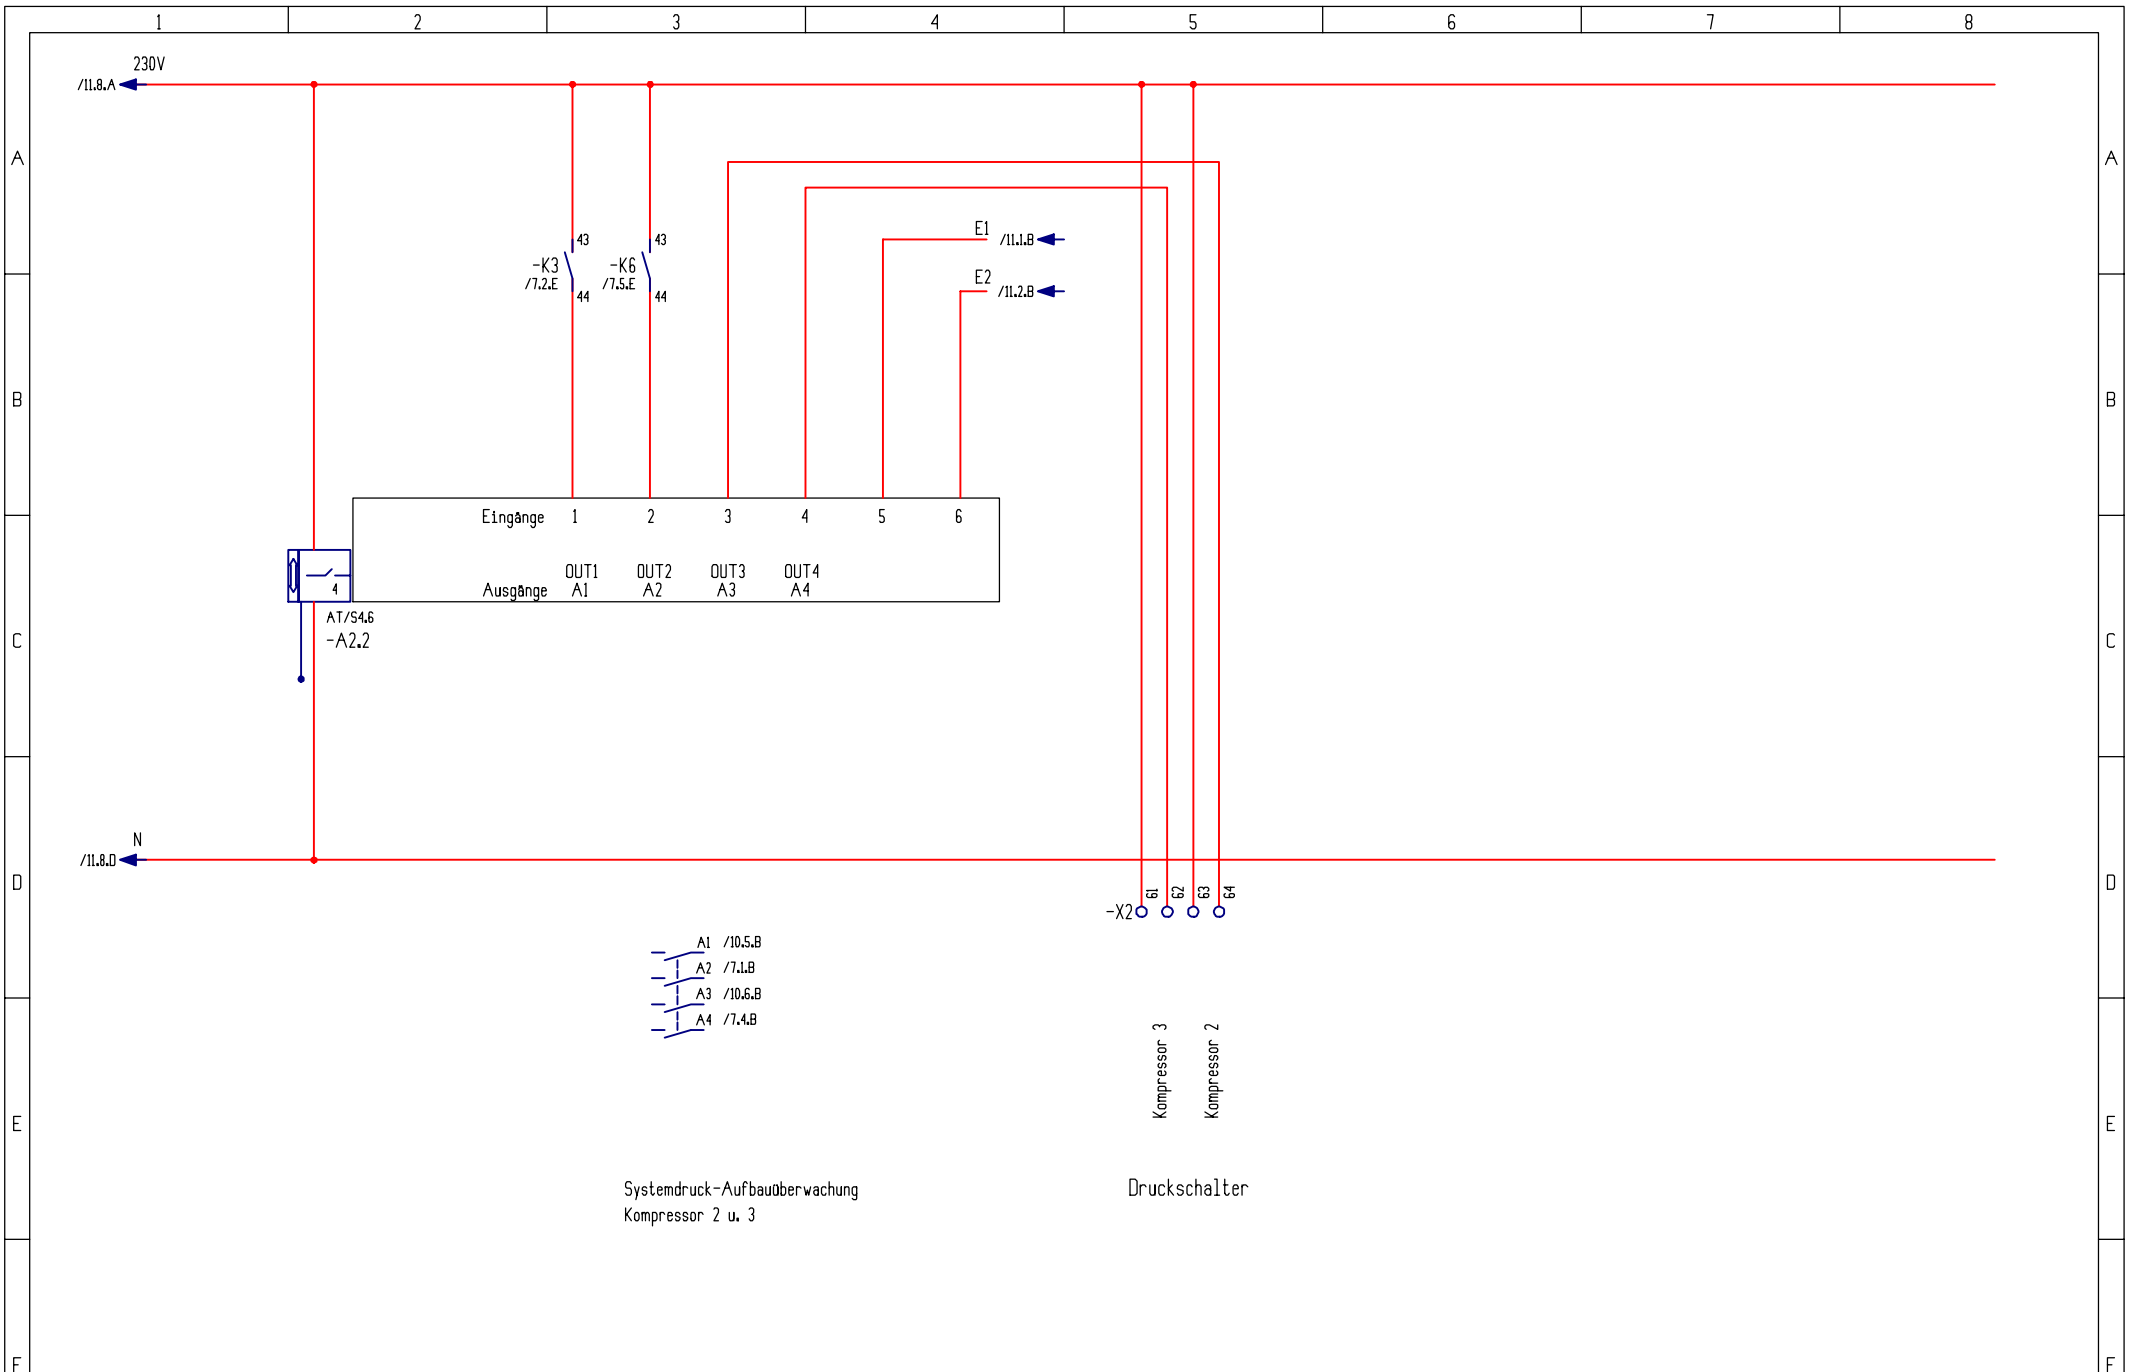 1 2 3 4 5 6 7 8
230V
/11.8.A
A A
E1 /11.1.B
43 43
-K3 -K6
/7.2.E /7.5.E
44 44
E2 /11.2.B
B B
Eingänge 1 2 3 4 5 6
OUT1 OUT2 OUT3 OUT4
Ausgänge A1 A2 A3 A4
4
AT/S4.6
-A2.2
C C
N
/11.8.D
D D
61 62 63 64
-X2
A1 /10.5.B
A2 /7.1.B
A3 /10.6.B
A4 /7.4.B
Kompressor 3
Kompressor 2
E E
Systemdruck-Aufbauüberwachung
Kompressor 2 u. 3
Druckschalter
F F